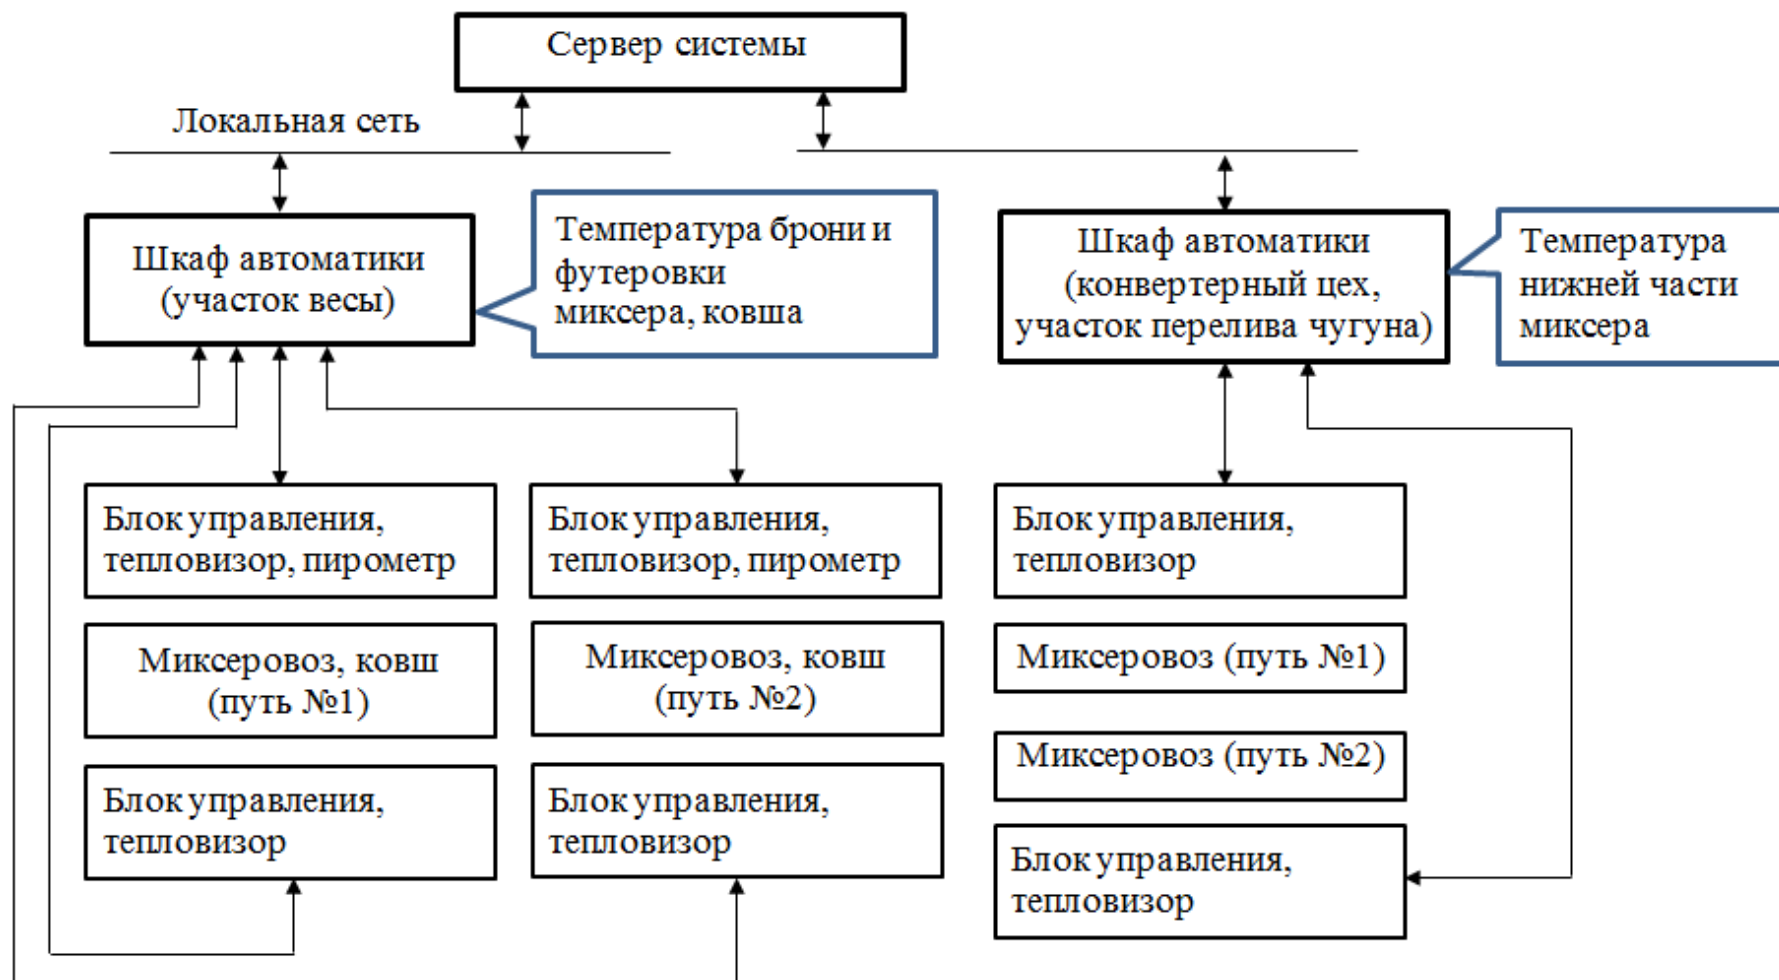 Сервер системы
Локальная сеть
Шкаф автоматики
(участок весы)
Температура брони и
футеровки
миксера, ковша
Шкаф автоматики
(конвертерный цех,
участок перелива чугуна)
Температура
нижней части
миксера
Блок управления,
тепловизор, пирометр
Блок управления,
тепловизор, пирометр
Блок управления,
тепловизор
Миксеровоз, ковш
(путь №1)
Миксеровоз, ковш
(путь №2)
Миксеровоз (путь №1)
Миксеровоз (путь №2)
Блок управления,
тепловизор
Блок управления,
тепловизор
Блок управления,
тепловизор